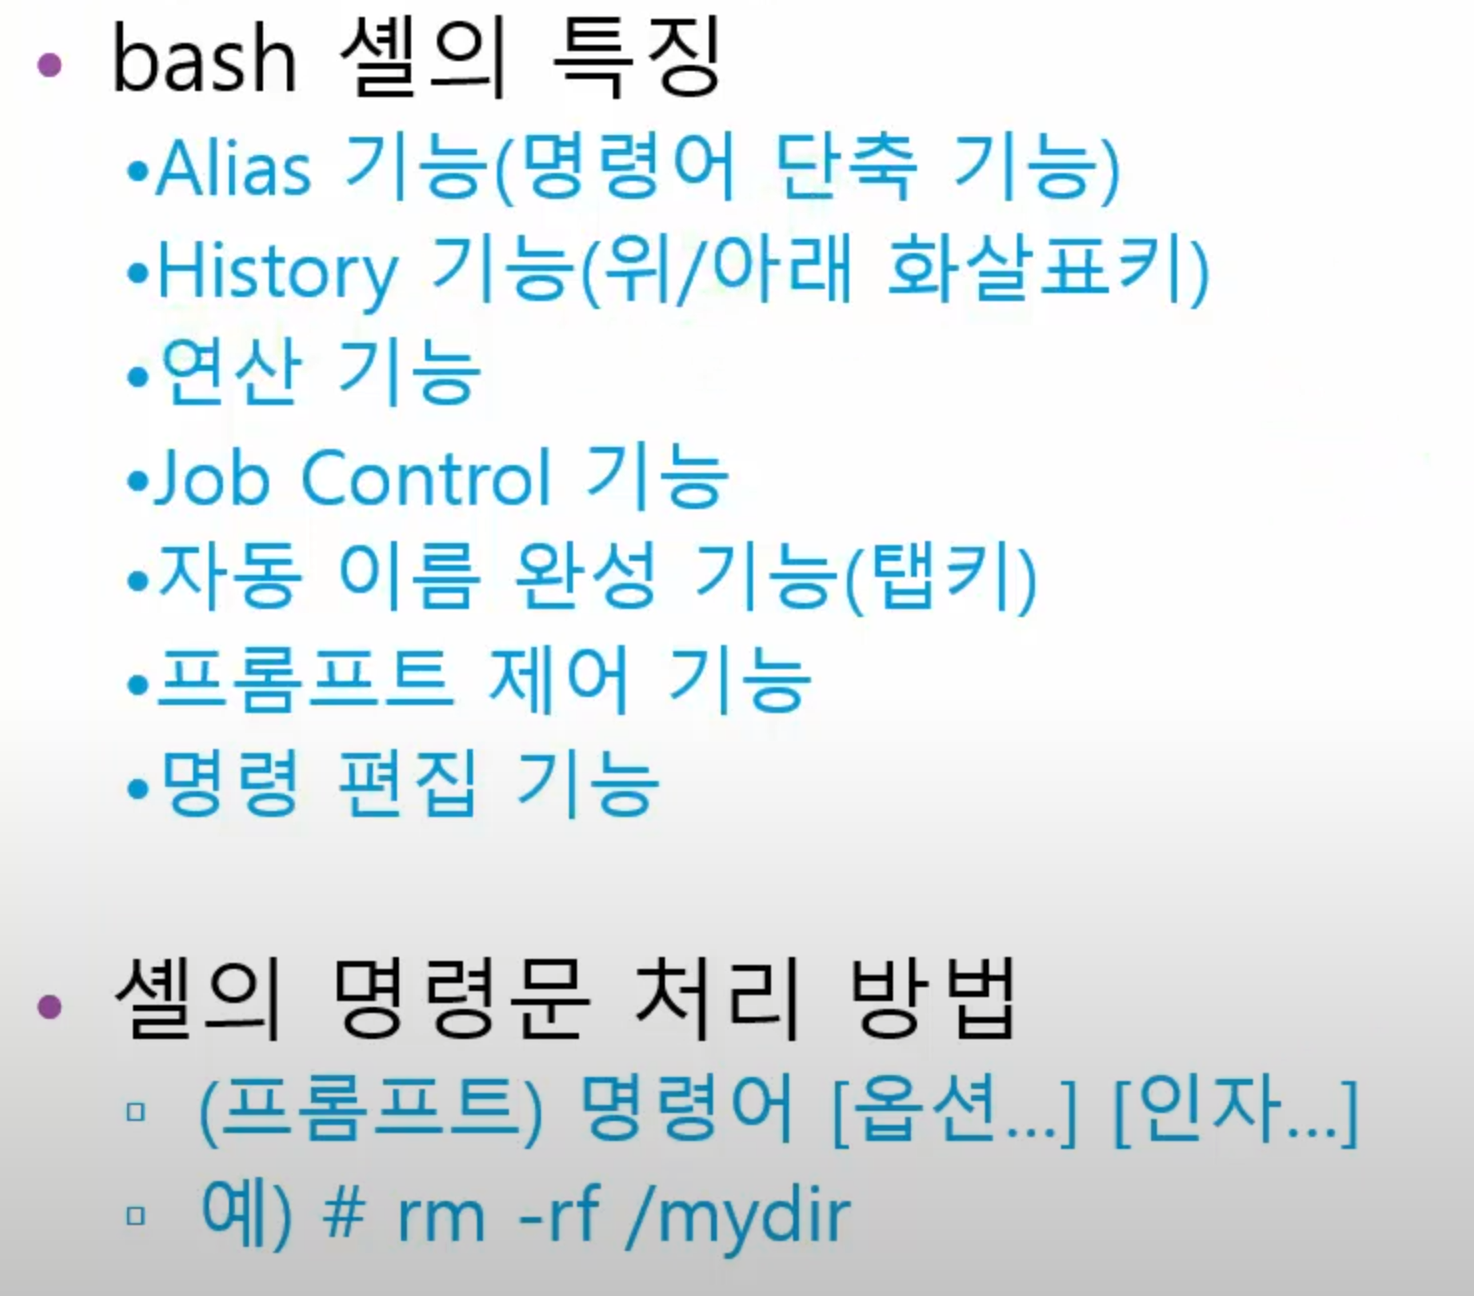 • bash 셸의 특징
•Alias 기능(명령어 단축 기능)
•History 기능(위/아래 화살표키)
•연산 기능
•Job Control 기능
•자동 이름 완성 기능(탭키)
•프롬프트 제어 기능
•명령 편집 기능
• 셸의 명령문 처리 방법
▫ (프롬프트) 명령어 [옵션...] [인자...]
▫ 예) # rm -rf /mydir